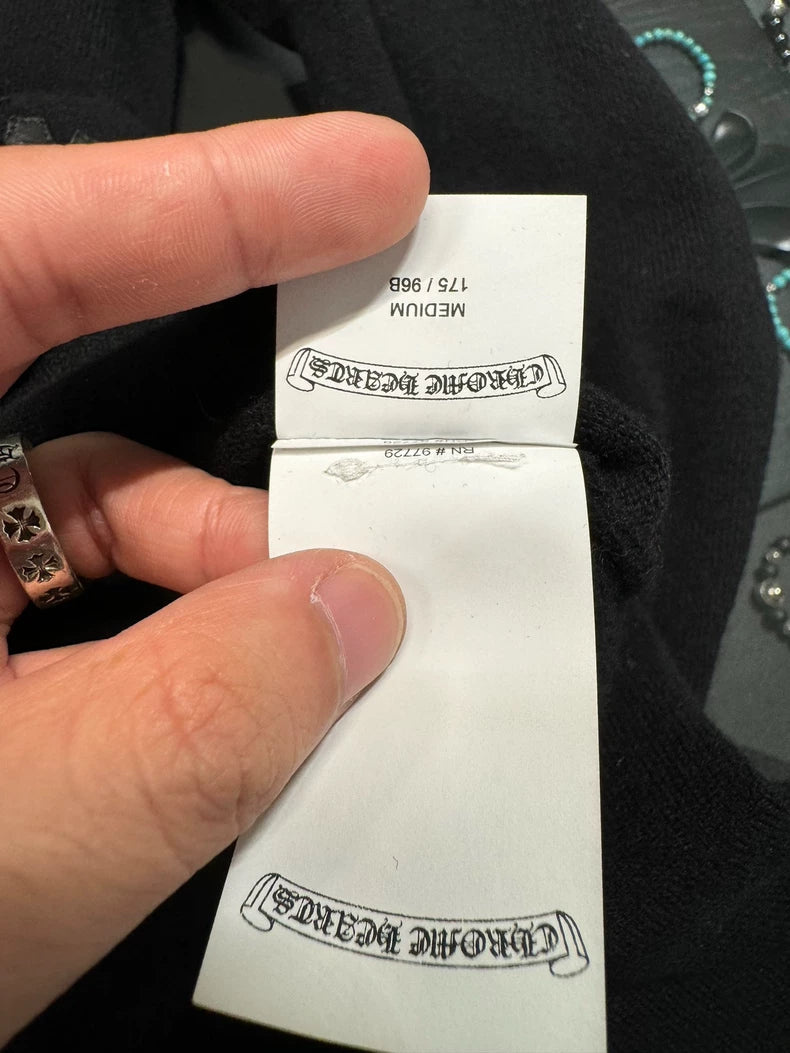 CHROME HEARTS
RN # 97729
CHROME HEARTS
MEDIUM
175 / 96B